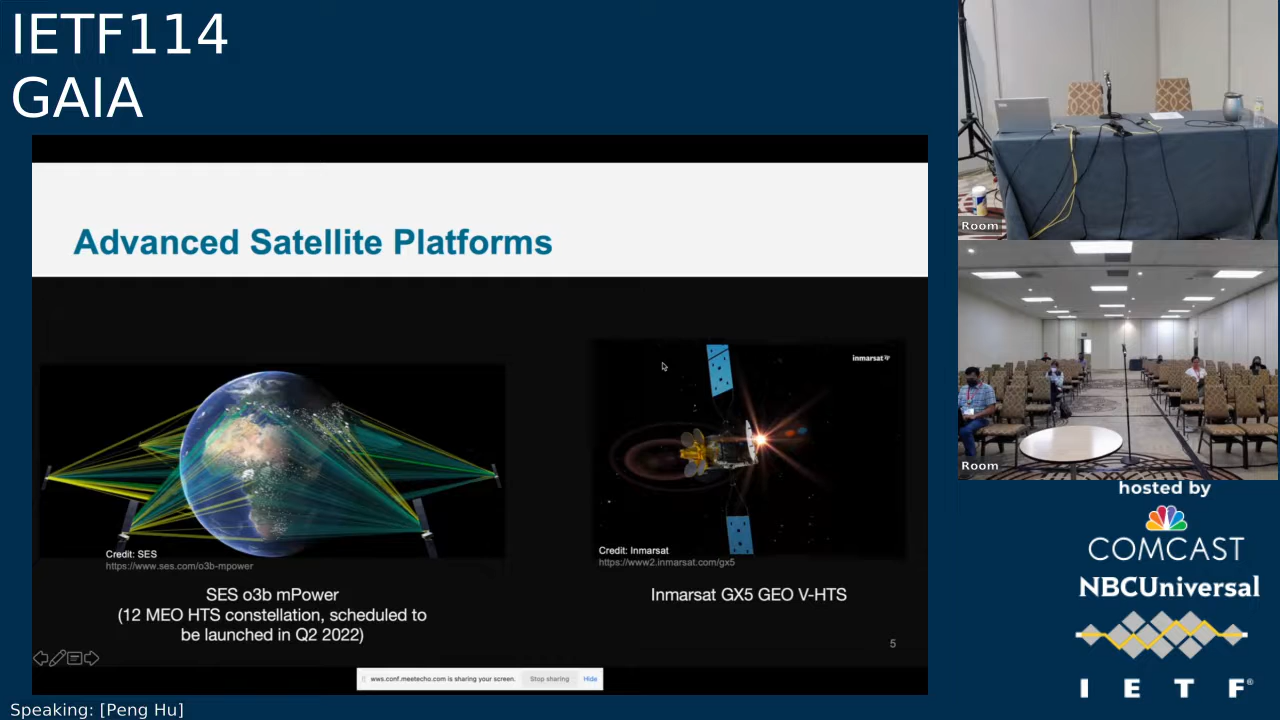 IETF114
GAIA
Advanced Satellite Platforms
inmarsat
Credit: SES
https://www.ses.com/o3b-mpower
SES o3b mPower
(12 MEO HTS constellation, scheduled to
be launched in Q2 2022)
Credit: Inmarsat
https://www2.inmarsat.com/gx5
Inmarsat GX5 GEO V-HTS
5
wws.conf.meetecho.com is sharing your screen.
Stop sharing
Hide
Speaking: [Peng Hu]
Room
Room
hosted by
COMCAST
NBCUniversal
I E T F®